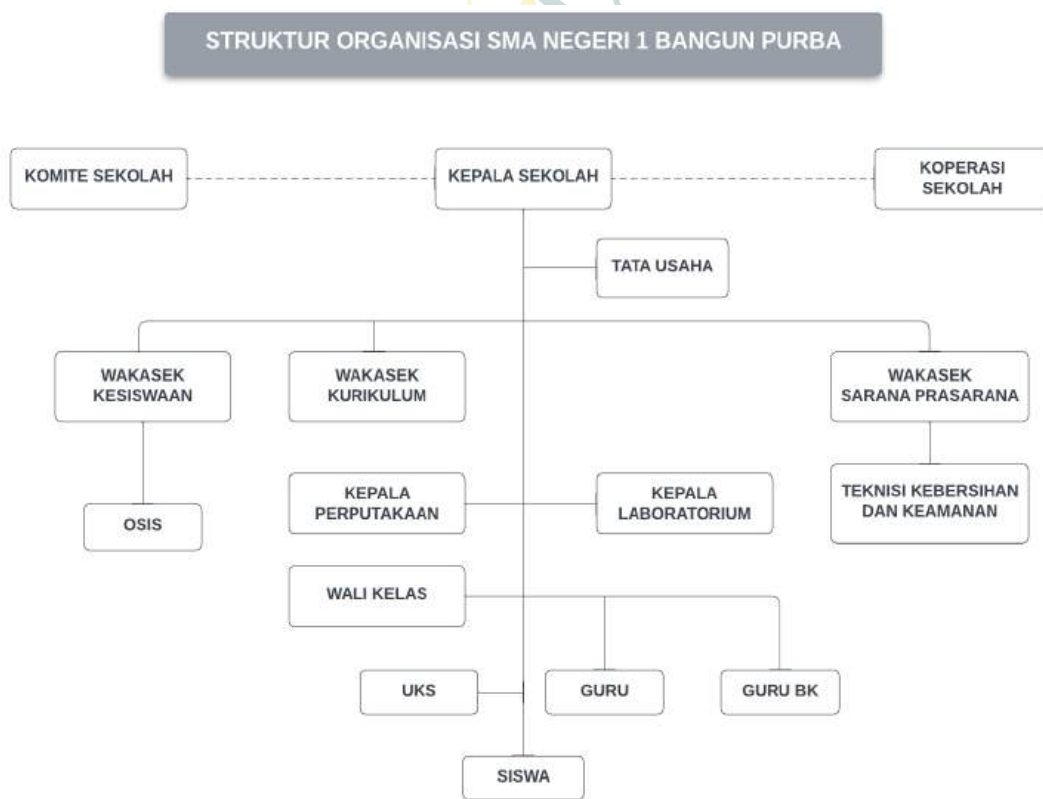 STRUKTUR ORGANISASI SMA NEGERI 1 BANGUN PURBA
KOMITE SEKOLAH
KEPALA SEKOLAH
KOPERASI
SEKOLAH
TATA USAHA
WAKASEK
KESISWAAN
WAKASEK
KURIKULUM
WAKASEK
SARANA PRASARANA
KEPALA
PERPUTAKAAN
KEPALA
LABORATORIUM
TEKNISI KEBERSIHAN
DAN KEAMANAN
OSIS
WALI KELAS
UKS
GURU
GURU BK
SISWA